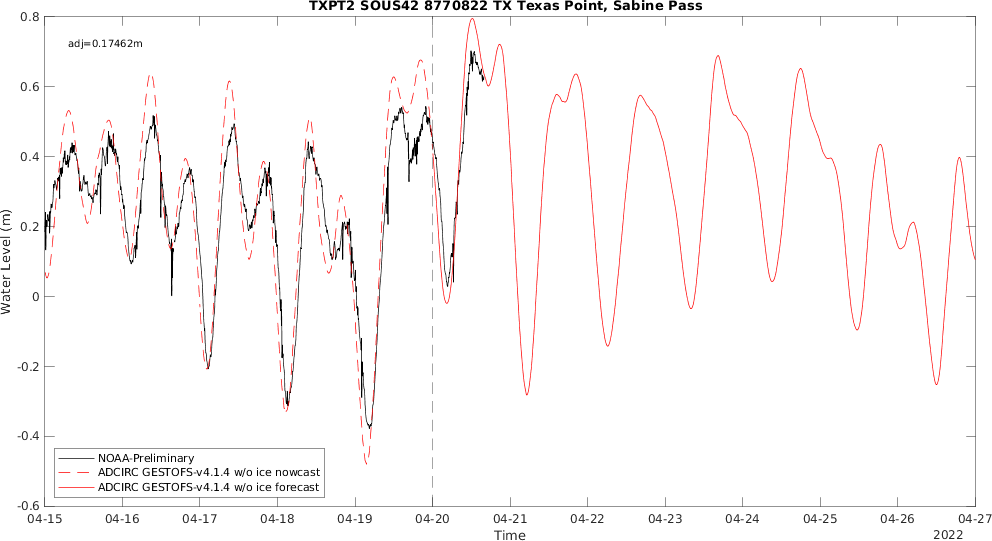 TXPT2 SOUS42 8770822 TX Texas Point, Sabine Pass
adj=0.17462m
0.8
0.6
0.4
0.2
0
-0.2
-0.4
-0.6
Water Level (m)
NOAA-Preliminary
ADCIRC GESTOFS-v4.1.4 w/o ice nowcast
ADCIRC GESTOFS-v4.1.4 w/o ice forecast
04-15 04-16 04-17 04-18 04-19 04-20 04-21 04-22 04-23 04-24 04-25 04-26 04-27
Time
2022